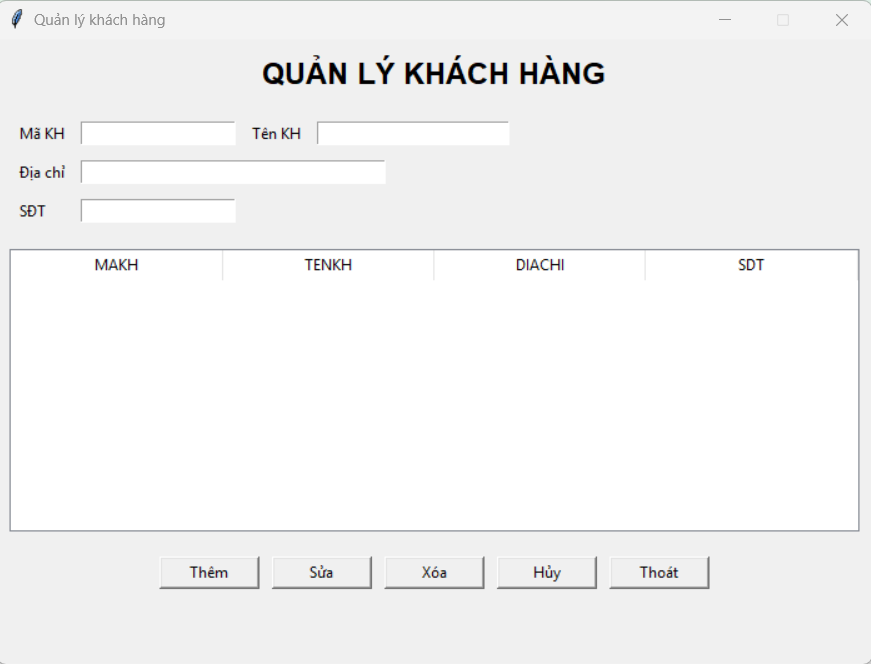 Quản lý khách hàng
QUẢN LÝ KHÁCH HÀNG
Mã KH Tên KH
Địa chỉ
SĐT
MAKH TENKH DIACHI SDT
Thêm Sửa Xóa Hủy Thoát